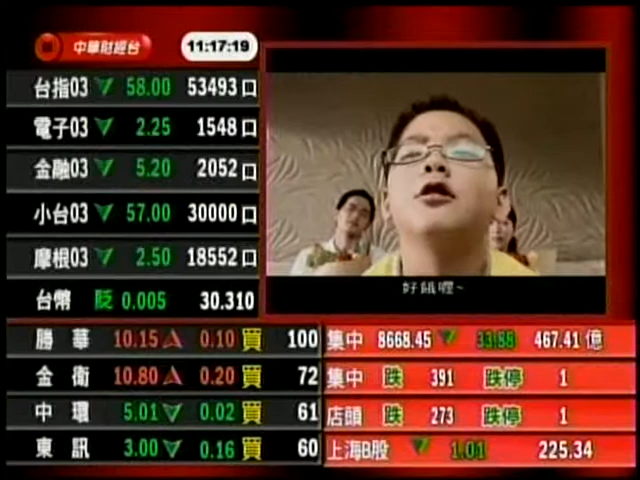 中華財經台 11:17:19
台指03 ▼ 58.00 53493口
電子03 ▼ 2.25 1548口
金融03 ▼ 5.20 2052口
小台03 ▼ 57.00 30000口
摩根03 ▼ 2.50 18552口
台幣 貶 0.005 30.310
好餓喔~
勝華 10.15 ▲ 0.10 買 100
金衛 10.80 ▲ 0.20 買 72
中環 5.01 ▼ 0.02 買 61
東訊 3.00 ▼ 0.16 買 60
集中 8668.45 ▼ 33.88 467.41億
集中 跌 391 跌停 1
店頭 跌 273 跌停 1
上海B股 ▼ 1.01 225.34